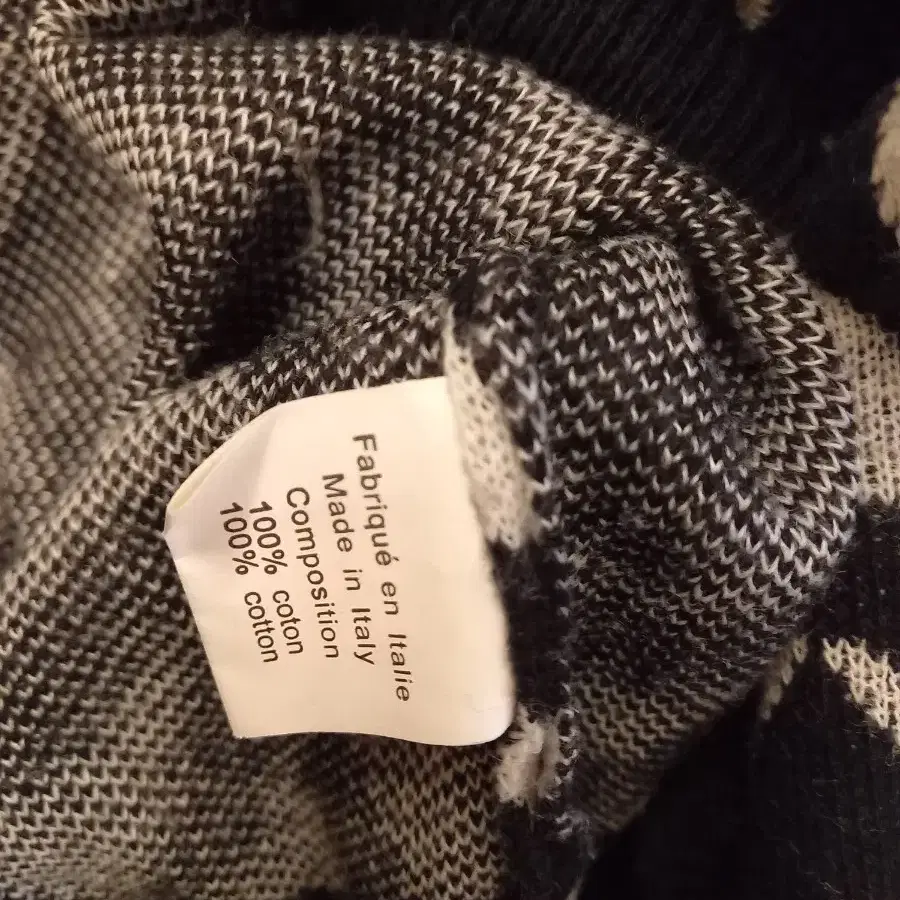 Fabriqué en Italie
Made in Italy
Composition
100% coton
100% cotton